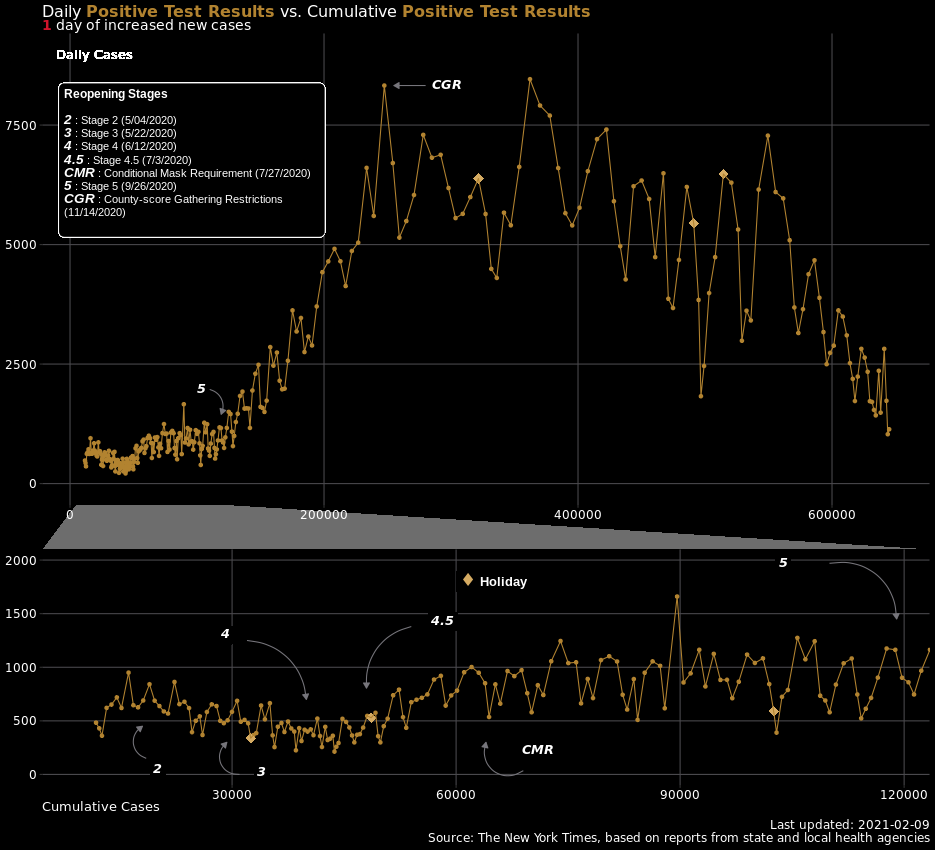 Daily Positive Test Results vs. Cumulative Positive Test Results
1 day of increased new cases
Daily Cases
Reopening Stages
2 : Stage 2 (5/04/2020)
3 : Stage 3 (5/22/2020)
4 : Stage 4 (6/12/2020)
4.5 : Stage 4.5 (7/3/2020)
CMR : Conditional Mask Requirement (7/27/2020)
5 : Stage 5 (9/26/2020)
CGR : County-score Gathering Restrictions
(11/14/2020)
CGR
7500
5000
2500
5
0
0 200000 400000 600000
2000
5
Holiday
1500
4.5
4
1000
500
CMR
2
3
0
30000 60000 90000 120000
Cumulative Cases
Last updated: 2021-02-09
Source: The New York Times, based on reports from state and local health agencies